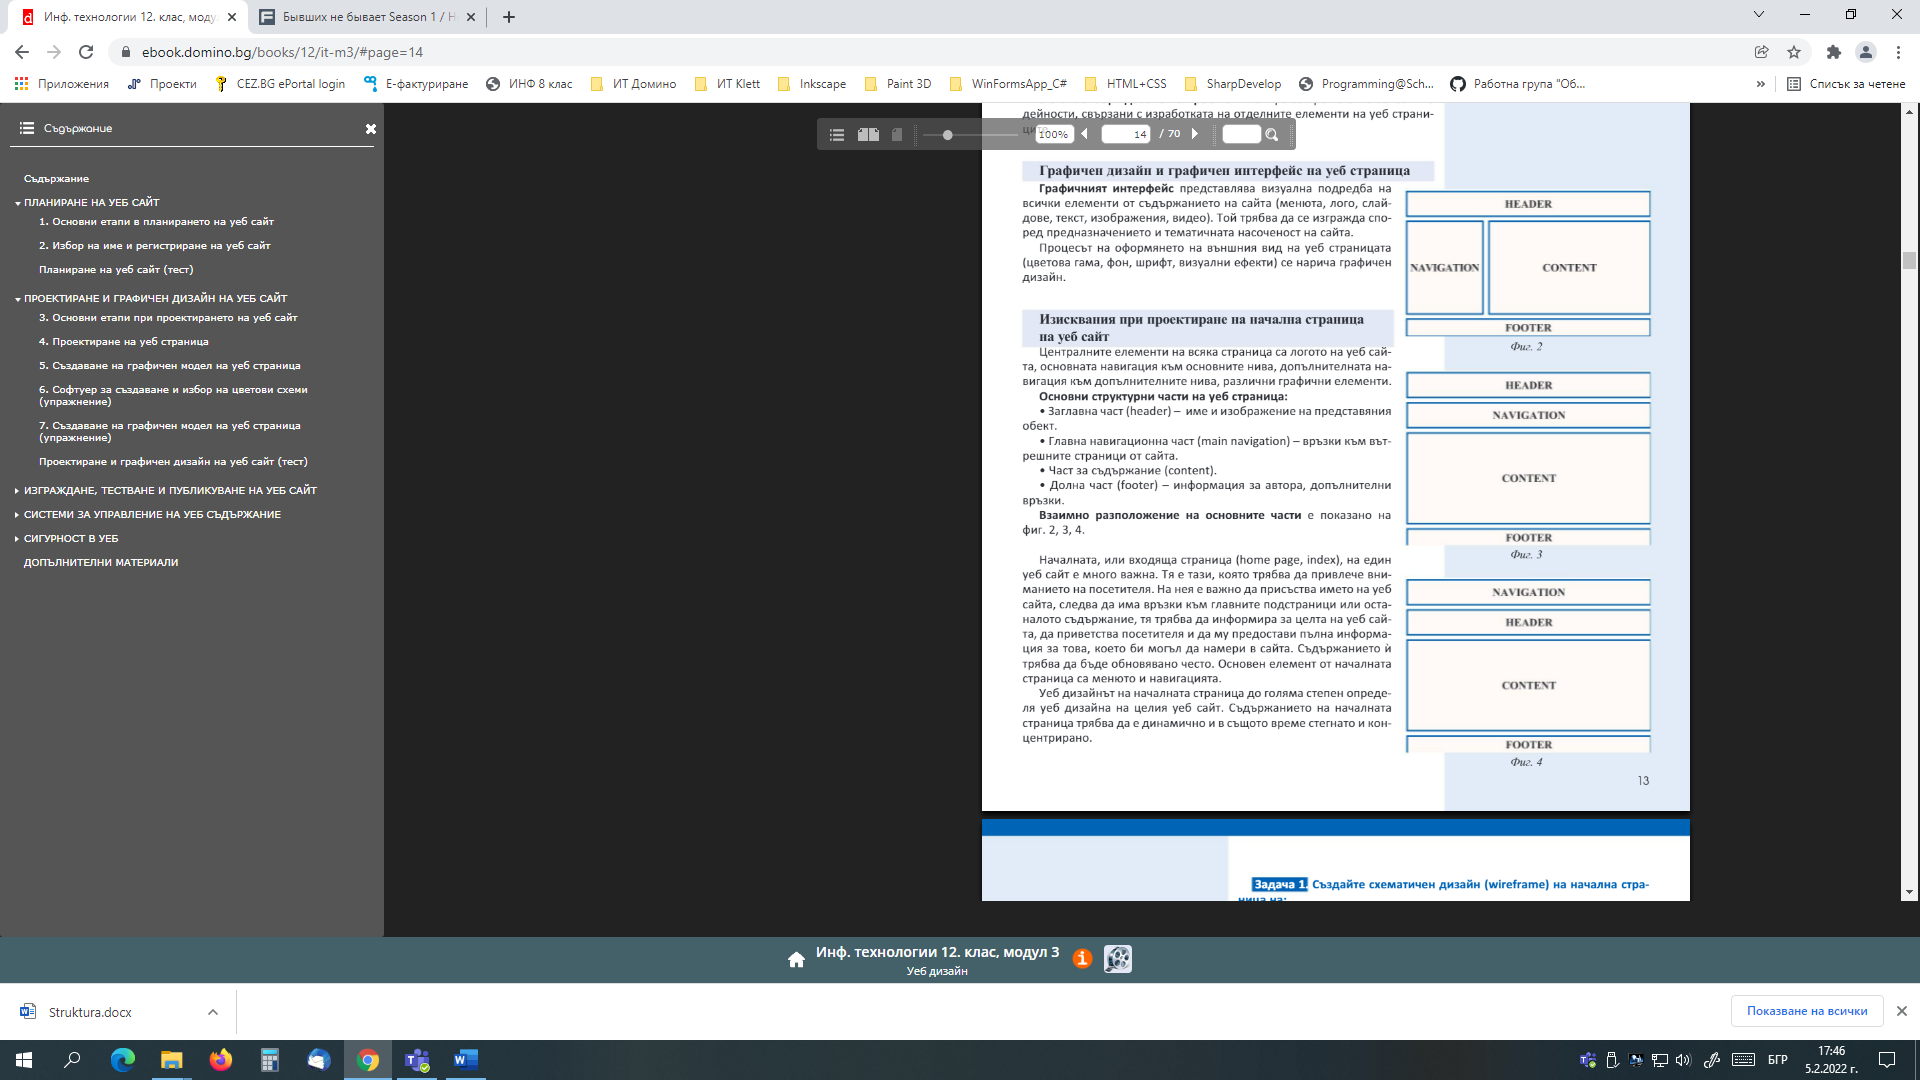 Инф. технологии 12. клас, моду
Бывших не бывает Season 1 / H
ebook.domino.bg/books/12/it-m3/#page=14
Приложения
Проекти
CEZ.BG ePortal login
Е-фактуриране
ИНФ 8 клас
ИТ Домино
ИТ Klett
Inkscape
Paint 3D
WinFormsApp_C#
HTML+CSS
SharpDevelop
Programming@Sch...
Работна група "Об...
»
Списък за четене
Съдържание
Съдържание
ПЛАНИРАНЕ НА УЕБ САЙТ
1. Основни етапи в планирането на уеб сайт
2. Избор на име и регистриране на уеб сайт
Планиране на уеб сайт (тест)
ПРОЕКТИРАНЕ И ГРАФИЧЕН ДИЗАЙН НА УЕБ САЙТ
3. Основни етапи при проектирането на уеб сайт
4. Проектиране на уеб страница
5. Създаване на графичен модел на уеб страница
6. Софтуер за създаване и избор на цветови схеми
(упражнение)
7. Създаване на графичен модел на уеб страница
(упражнение)
Проектиране и графичен дизайн на уеб сайт (тест)
ИЗГРАЖДАНЕ, ТЕСТВАНЕ И ПУБЛИКУВАНЕ НА УЕБ САЙТ
СИСТЕМИ ЗА УПРАВЛЕНИЕ НА УЕБ СЪДЪРЖАНИЕ
СИГУРНОСТ В УЕБ
ДОПЪЛНИТЕЛНИ МАТЕРИАЛИ
дейности, свързани с изработката на отделните елементи на уеб страни-
100%
14
/ 70
Графичен дизайн и графичен интерфейс на уеб страница
Графичният интерфейс представлява визуална подредба на
всички елементи от съдържанието на сайта (менюта, лого, слай-
дове, текст, изображения, видео). Той трябва да се изгражда спо-
ред предназначението и тематичната насоченост на сайта.
Процесът на оформянето на външния вид на уеб страницата
(цветова гама, фон, шрифт, визуални ефекти) се нарича графичен
дизайн.
Изисквания при проектиране на начална страница
на уеб сайт
Централните елементи на всяка страница са логото на уеб сай-
та, основната навигация към основните нива, допълнителната на-
вигация към допълнителните нива, различни графични елементи.
Основни структурни части на уеб страница:
• Заглавна част (header) – име и изображение на представяния
обект.
• Главна навигационна част (main navigation) – връзки към вът-
решните страници от сайта.
• Част за съдържание (content).
• Долна част (footer) – информация за автора, допълнителни
връзки.
Взаимно разположение на основните части е показано на
фиг. 2, 3, 4.
Началната, или входяща страница (home page, index), на един
уеб сайт е много важна. Тя е тази, която трябва да привлече вни-
манието на посетителя. На нея е важно да присъства името на уеб
сайта, следва да има връзки към главните подстраници или оста-
налото съдържание, тя трябва да информира за целта на уеб сай-
та, да приветства посетителя и да му предостави пълна информа-
ция за това, което би могъл да намери в сайта. Съдържанието ѝ
трябва да бъде обновявано често. Основен елемент от началната
страница са менюто и навигацията.
Уеб дизайнът на началната страница до голяма степен опреде-
ля уеб дизайна на целия уеб сайт. Съдържанието на началната
страница трябва да е динамично и в същото време стегнато и кон-
центрирано.
HEADER
NAVIGATION
CONTENT
FOOTER
Фиг. 2
HEADER
NAVIGATION
CONTENT
FOOTER
Фиг. 3
NAVIGATION
HEADER
CONTENT
FOOTER
Фиг. 4
13
Задача 1. Създайте схематичен дизайн (wireframe) на начална стра-
ница на:
Инф. технологии 12. клас, модул 3
Уеб дизайн
Struktura.docx
Показване на всички
БГР
17:46
5.2.2022 г.